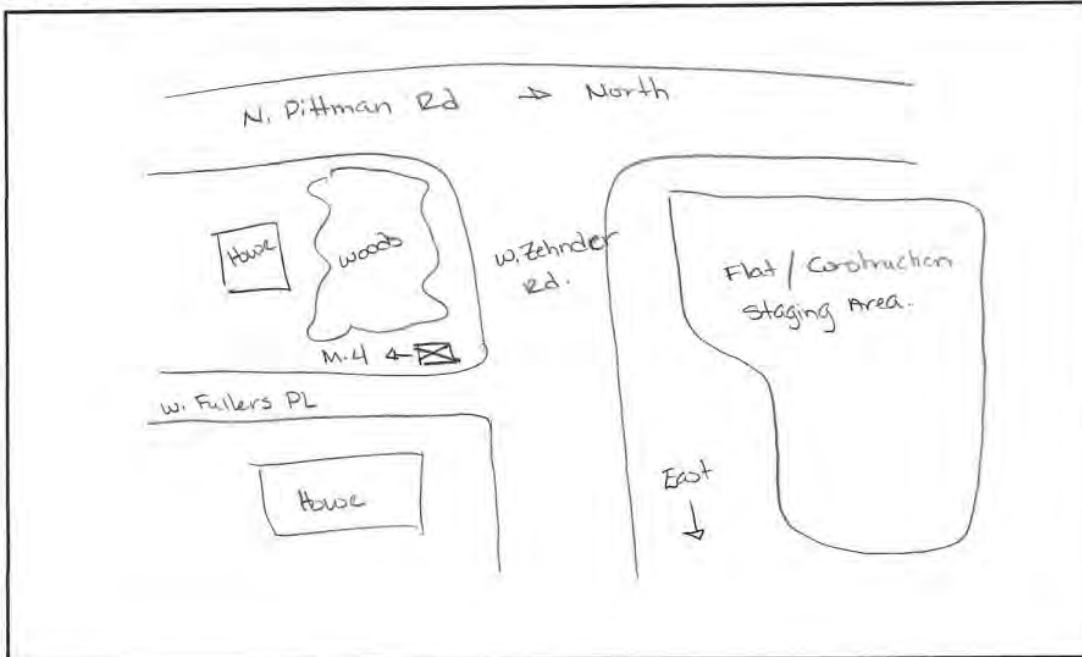 N. Pittman Rd → North
House
woods
W. Zehnder
Rd.
Flat / Construction
Staging Area.
M-4 ←
W. Fullers PL
East
↓
House